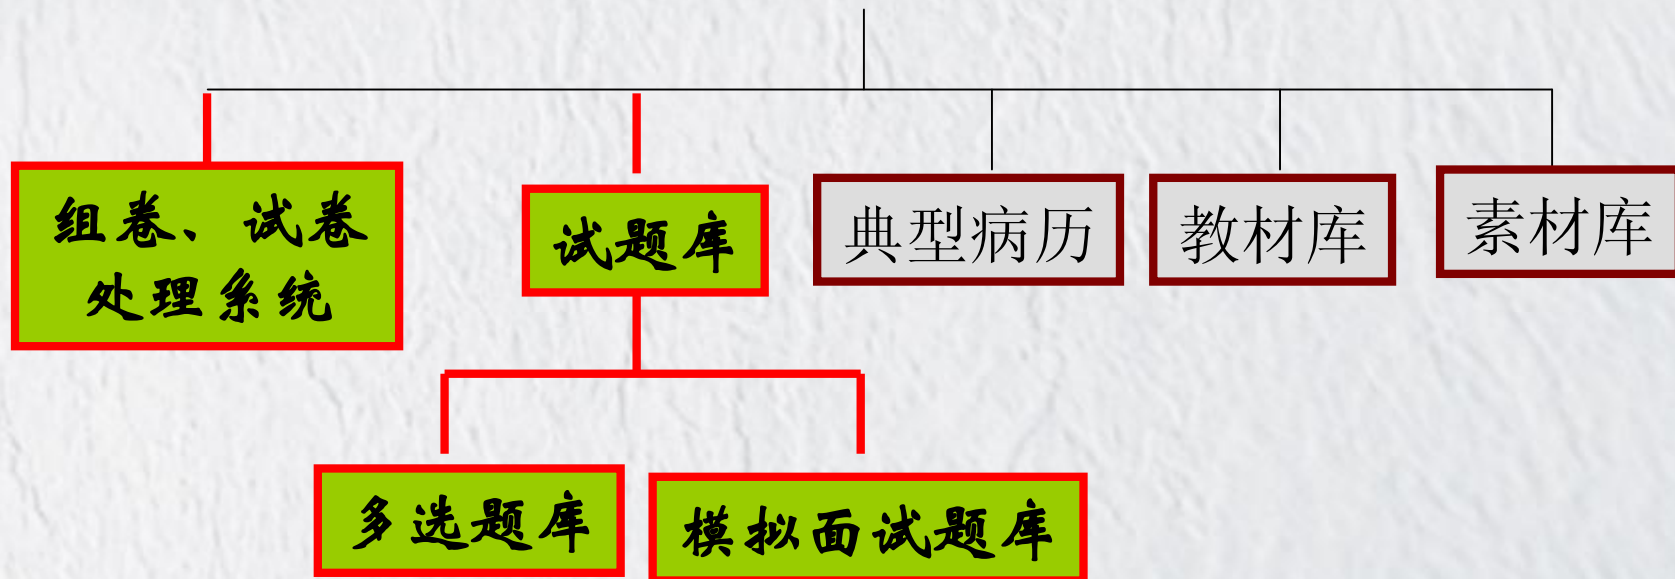 组卷、试卷
处理系统
试题库
典型病历
教材库
素材库
多选题库
模拟面试题库